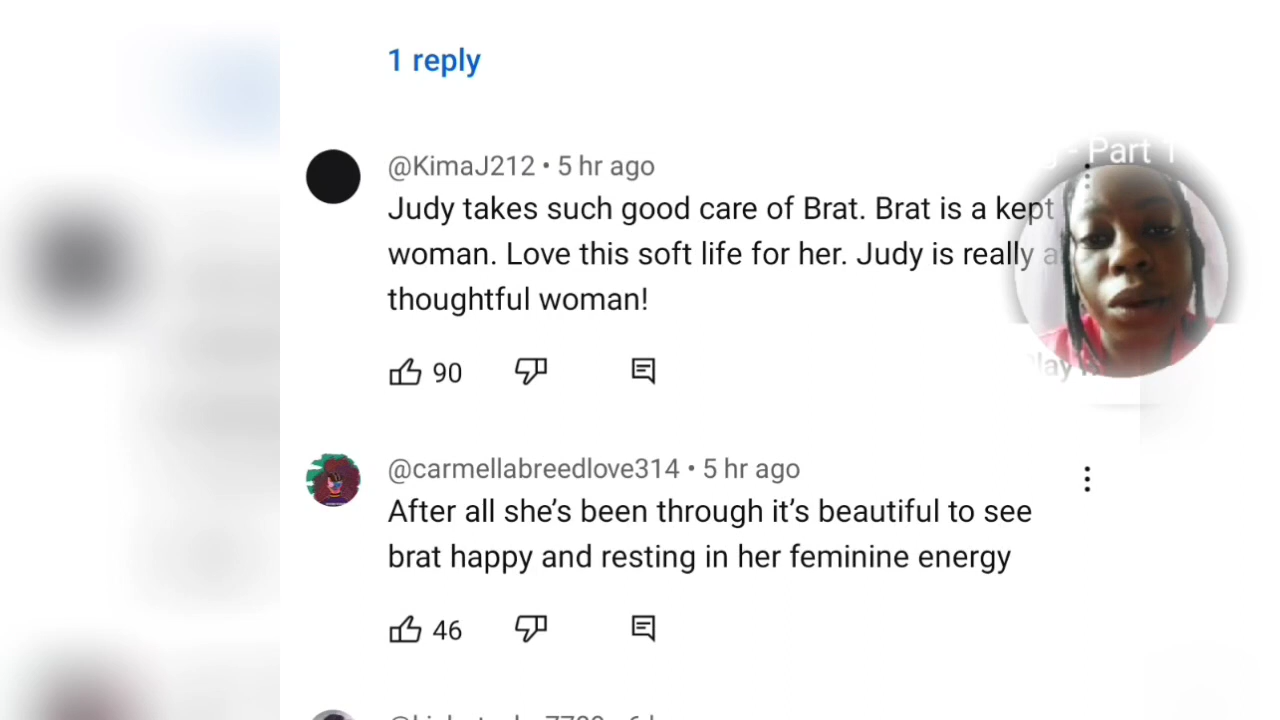 1 reply
- Part 1
@KimaJ212 • 5 hr ago
Judy takes such good care of Brat. Brat is a kept
woman. Love this soft life for her. Judy is really a
thoughtful woman!
90
@carmellabreedlove314 • 5 hr ago
After all she's been through it's beautiful to see
brat happy and resting in her feminine energy
46